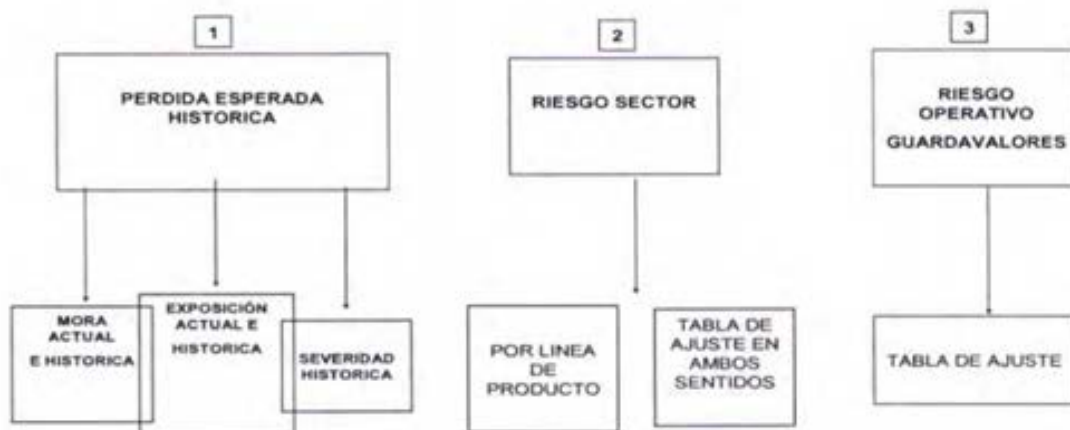 1
PERDIDA ESPERADA
HISTORICA
MORA
ACTUAL
E HISTORICA
EXPOSICIÓN
ACTUAL E
HISTORICA
SEVERIDAD
HISTORICA
2
RIESGO SECTOR
POR LINEA
DE
PRODUCTO
TABLA DE
AJUSTE EN
AMBOS
SENTIDOS
3
RIESGO
OPERATIVO
GUARDAVALORES
TABLA DE AJUSTE